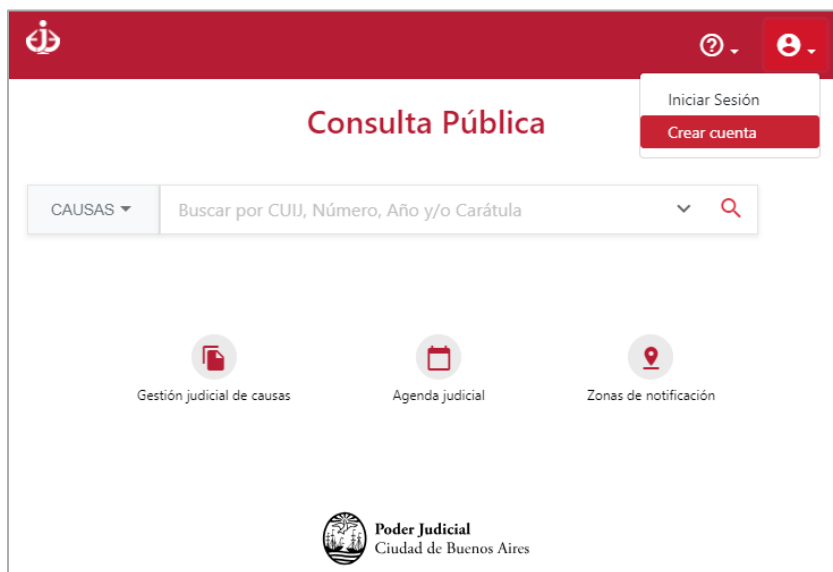 Iniciar Sesión
Crear cuenta
Consulta Pública
CAUSAS
Buscar por CUIJ, Número, Año y/o Carátula
Gestión judicial de causas
Agenda judicial
Zonas de notificación
Poder Judicial
Ciudad de Buenos Aires